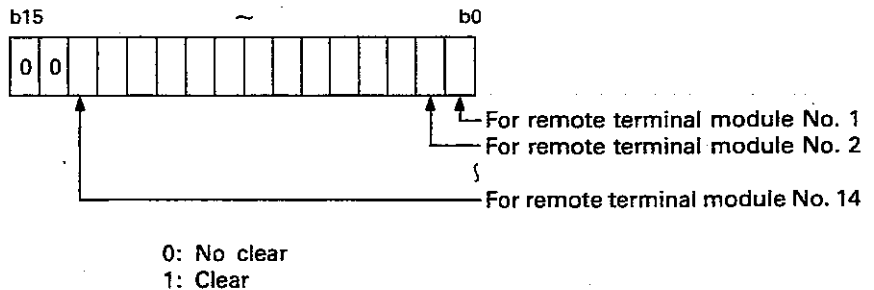 b15 ~ b0
0 0
For remote terminal module No. 1
For remote terminal module No. 2
For remote terminal module No. 14
0: No clear
1: Clear